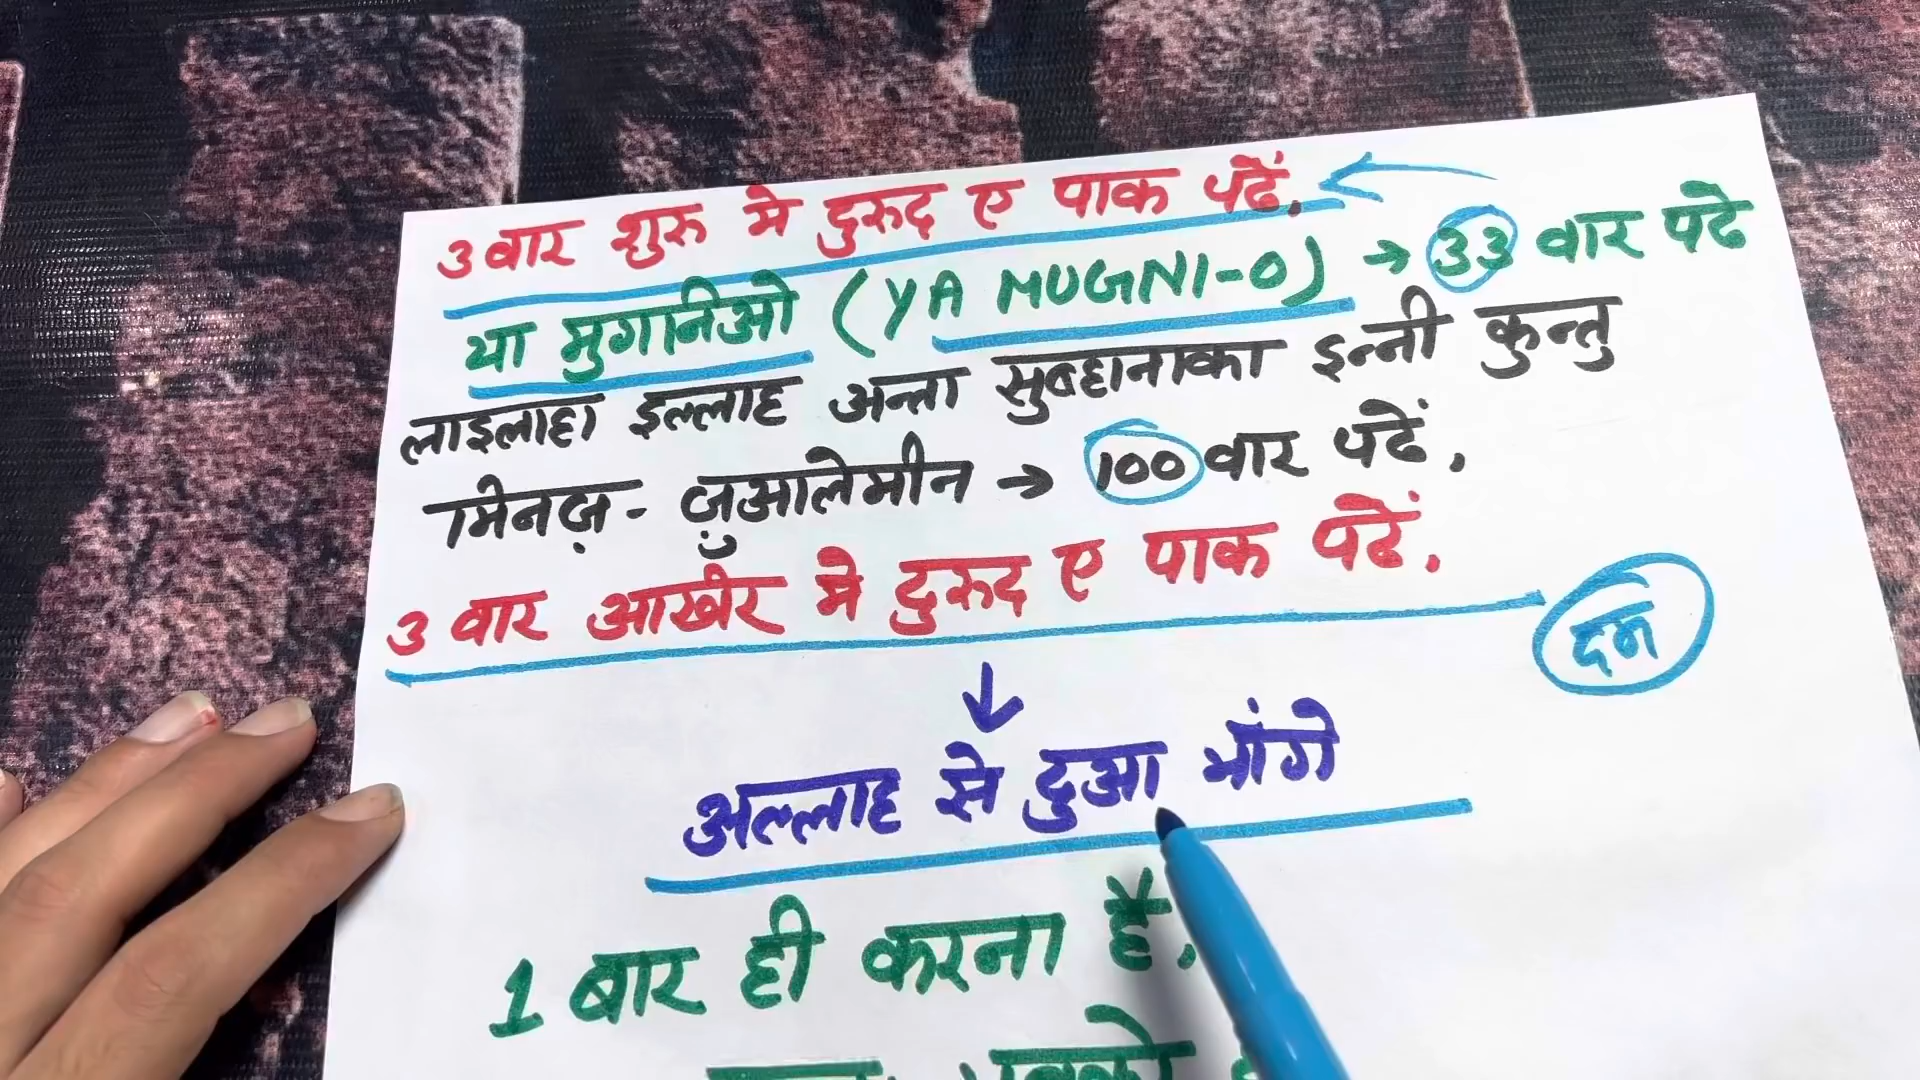 3 वार शुरु मे दुरुद ए पाक पढें.
या मुगनिओ (YA MUGNI-O) → 33 वार पढे
लाइलाहा इल्लाह अन्ता सुबहानाका इन्नी कुन्तु
मिनज़ - ज़ुआलेमीन → 100 वार पढें.
3 वार आखीर मे दुरुद ए पाक पढें.
दम
↓
अल्लाह से दुआ मांगे
1 बार ही करना है,